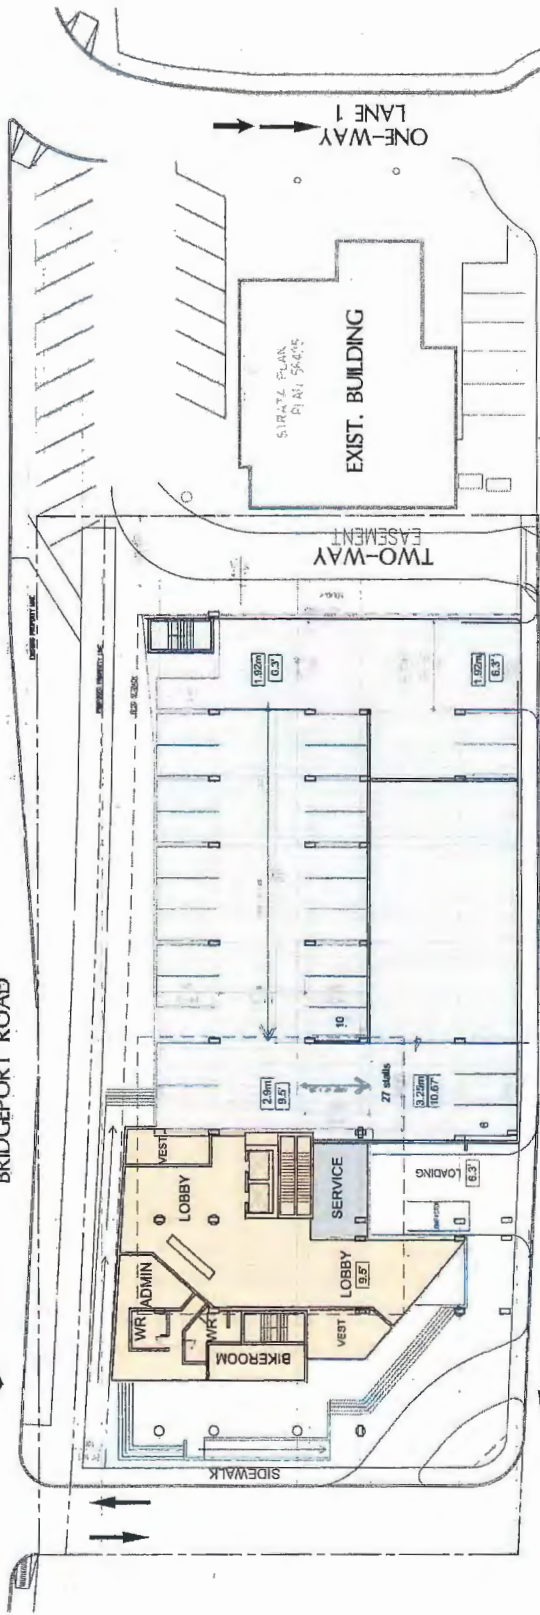 BRIDGEPORT ROAD
ONE-WAY
LANE 1
STRATA PLAN
EXIST. BUILDING
TWO-WAY
EASEMENT
1.92m
1.92m
6.3'
10
2.9m
9.5'
27 stalls
3.25m
10.67'
6
VEST
LOBBY
SERVICE
LOADING
6.3'
ADMIN
WR
WR
LOBBY
9.5'
BIKEROOM
VEST
SIDEWALK